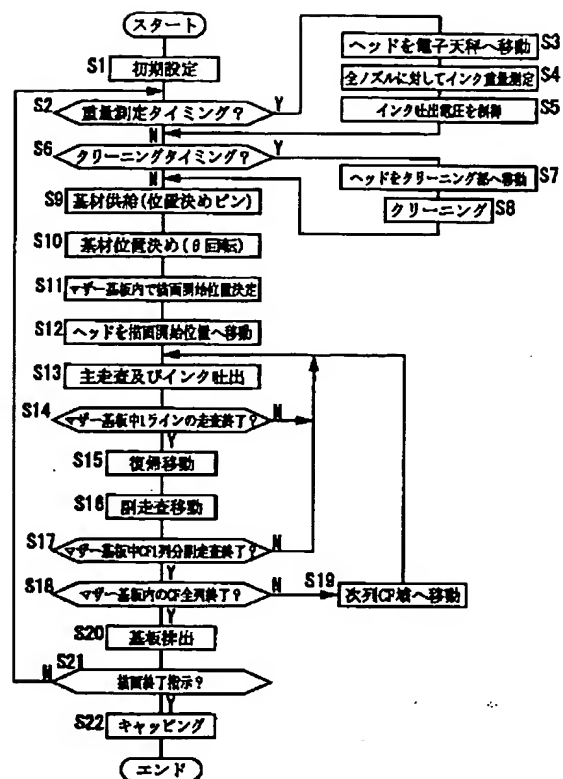 スタート
S1 初期設定
S2 重量測定タイミング？ Y
N
S3 ヘッドを電子天秤へ移動
S4 全ノズルに対してインク重量測定
S5 インク吐出電圧を制御
S6 クリーニングタイミング？ Y
N
S7 ヘッドをクリーニング部へ移動
S8 クリーニング
S9 基材供給(位置決めピン)
S10 基材位置決め(θ回転)
S11 マザー基板内で描画開始位置決定
S12 ヘッドを描画開始位置へ移動
S13 主走査及びインク吐出
S14 マザー基板中1ラインの走査終了？ N
Y
S15 復帰移動
S16 副走査移動
S17 マザー基板中CF1列分副走査終了？ N
Y
S18 マザー基板内のCF全列終了？ N
Y
S19 次列CF域へ移動
S20 基板排出
S21 描画終了指示？ N
Y
S22 キャッピング
エンド